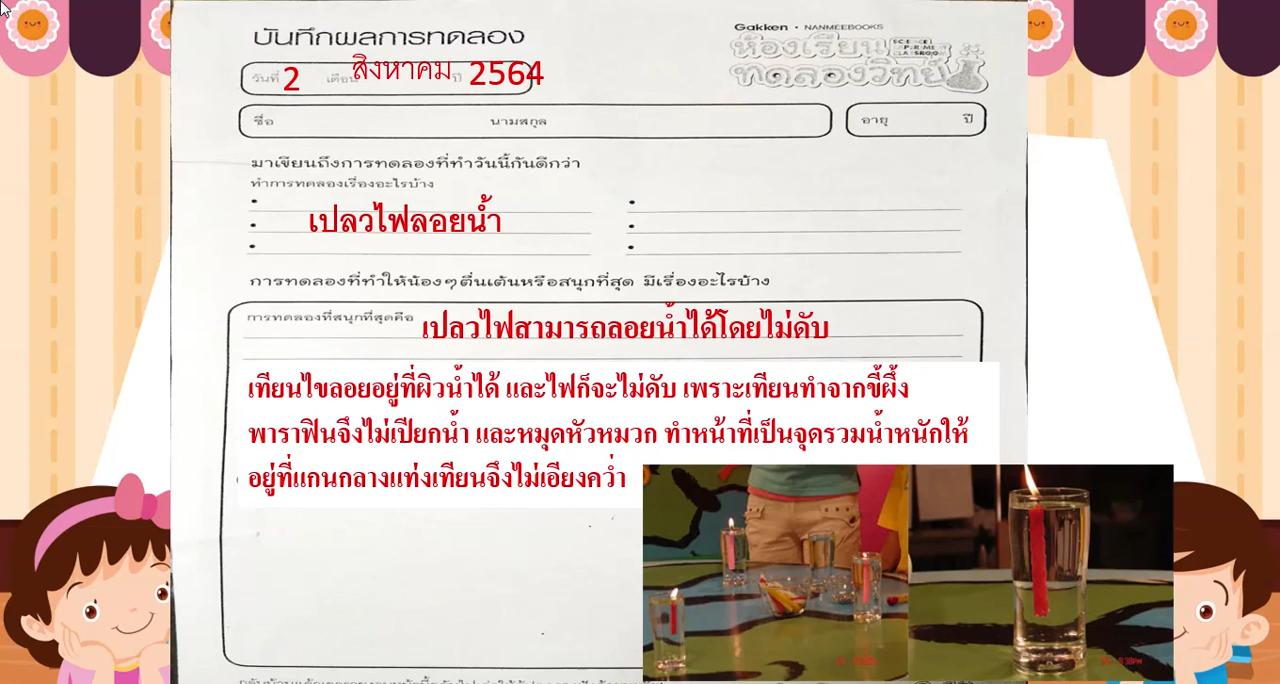 Gakken • NANMEEBOOKS
บันทึกผลการทดลอง
ห้องเรียน
ทดลองวิทย์
วันที่ 2 เดือน สิงหาคม ปี 2564
ชื่อ นามสกุล อายุ ปี
มาเขียนถึงการทดลองที่ทำวันนี้กันดีกว่า
ทำการทดลองเรื่องอะไรบ้าง
เปลวไฟลอยน้ำ
การทดลองที่ทำให้น้องๆตื่นเต้นหรือสนุกที่สุด มีเรื่องอะไรบ้าง
การทดลองที่สนุกที่สุดคือ เปลวไฟสามารถลอยน้ำได้โดยไม่ดับ
เทียนไขลอยอยู่ที่ผิวน้ำได้ และไฟก็จะไม่ดับ เพราะเทียนทำจากขี้ผึ้ง
พาราฟินจึงไม่เปียกน้ำ และหมุดหัวหมวก ทำหน้าที่เป็นจุดรวมน้ำหนักให้
อยู่ที่แกนกลางแท่งเทียนจึงไม่เอียงคว่ำ